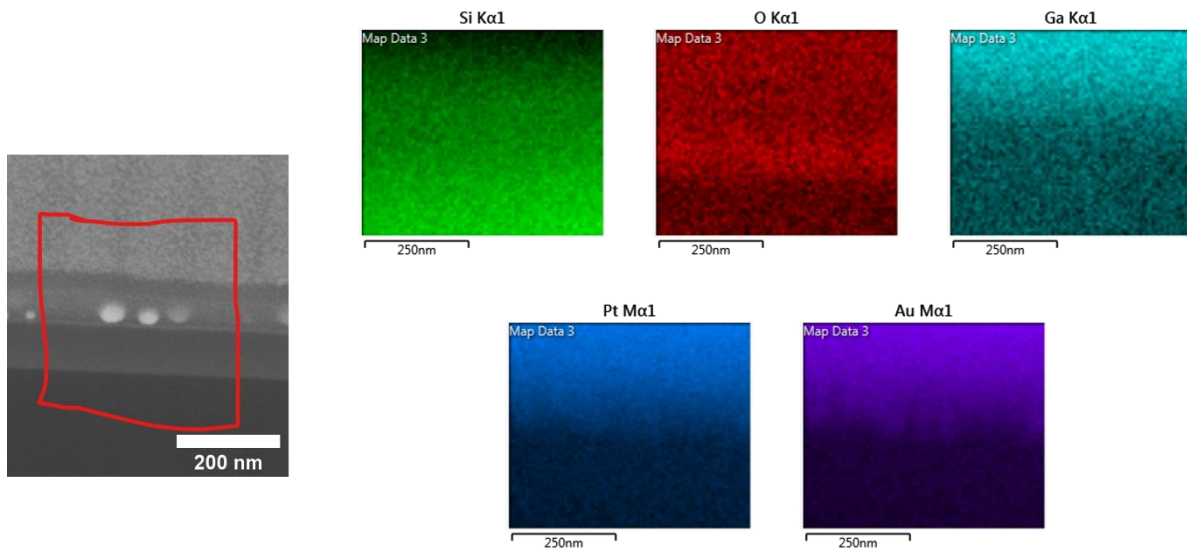 Si Kα1
O Kα1
Ga Kα1
Map Data 3
Map Data 3
Map Data 3
250nm
250nm
250nm
200 nm
Pt Mα1
Au Mα1
Map Data 3
Map Data 3
250nm
250nm